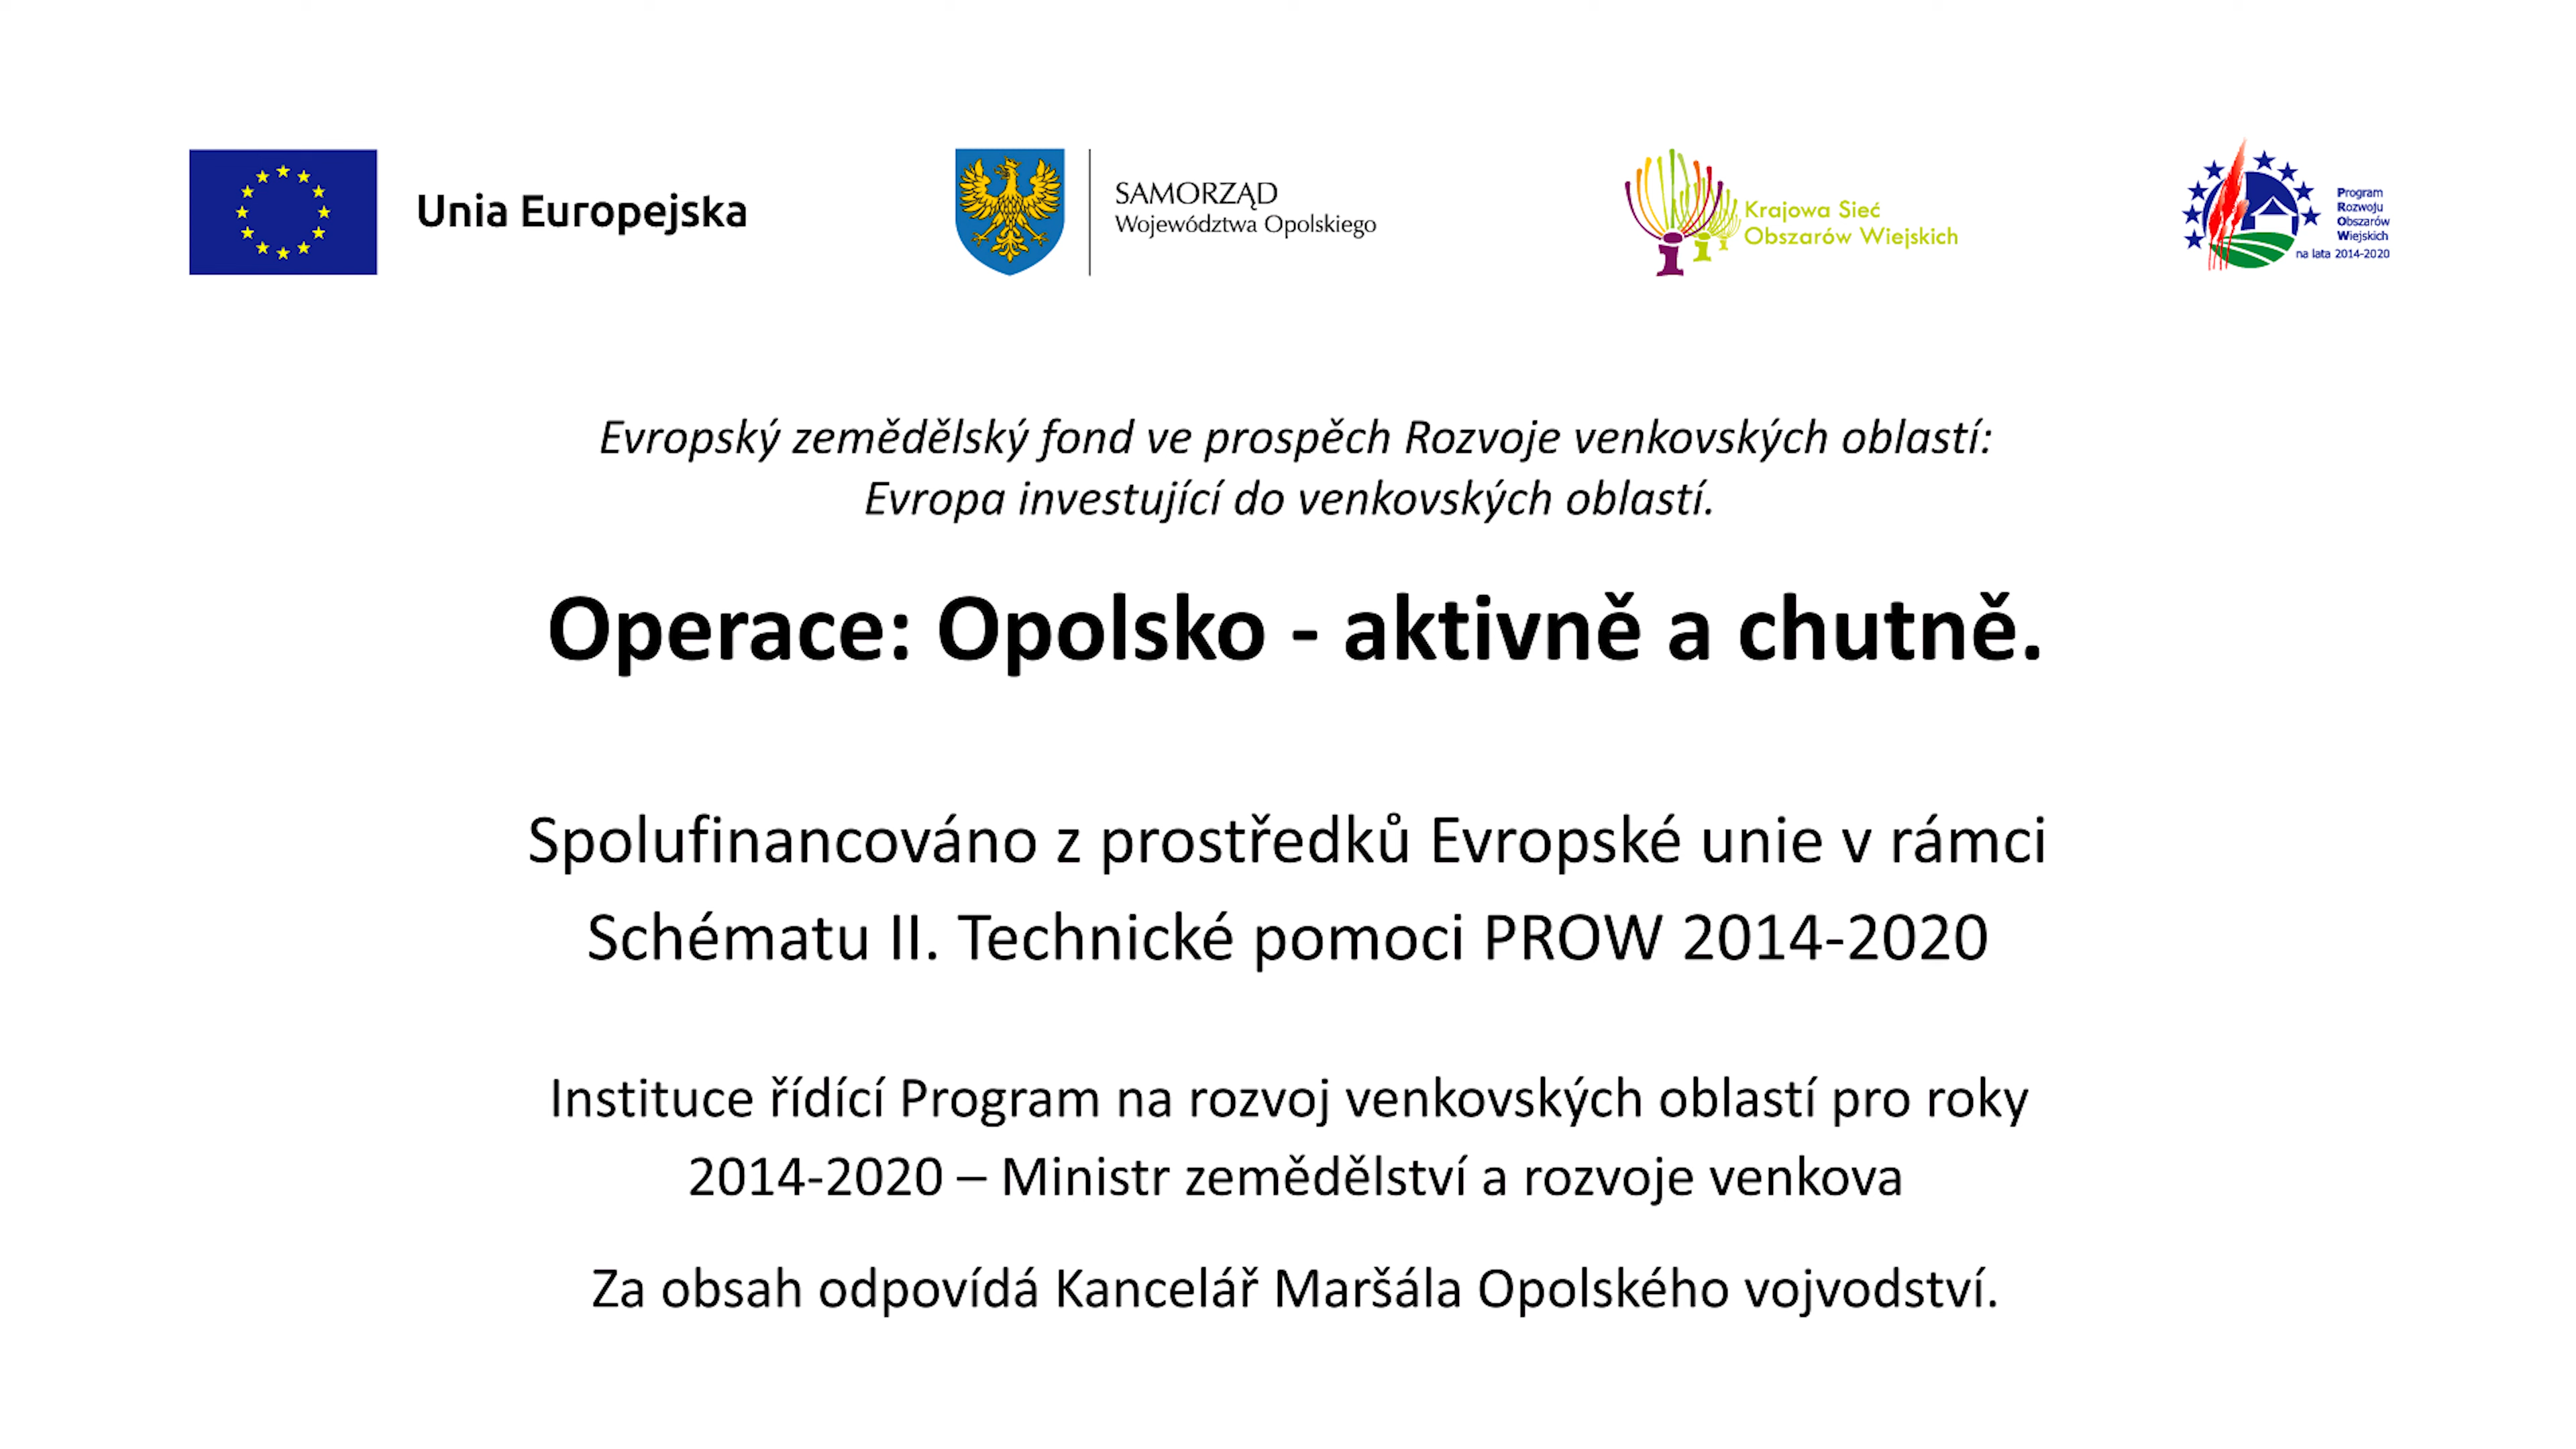 Unia Europejska
SAMORZĄD
Województwa Opolskiego
Krajowa Sieć
Obszarów Wiejskich
Program
Rozwoju
Obszarów
Wiejskich
na lata 2014-2020
Evropský zemědělský fond ve prospěch Rozvoje venkovských oblastí:
Evropa investující do venkovských oblastí.
Operace: Opolsko - aktivně a chutně.
Spolufinancováno z prostředků Evropské unie v rámci
Schématu II. Technické pomoci PROW 2014-2020
Instituce řídící Program na rozvoj venkovských oblastí pro roky
2014-2020 – Ministr zemědělství a rozvoje venkova
Za obsah odpovídá Kancelář Maršála Opolského vojvodství.